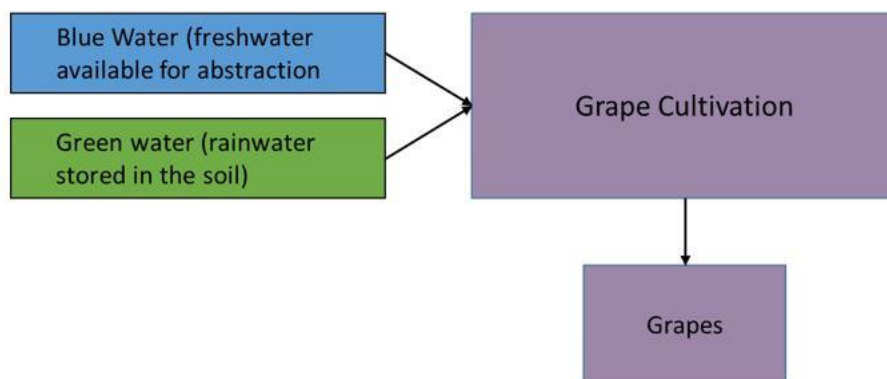 Blue Water (freshwater
available for abstraction
Green water (rainwater
stored in the soil)
Grape Cultivation
Grapes